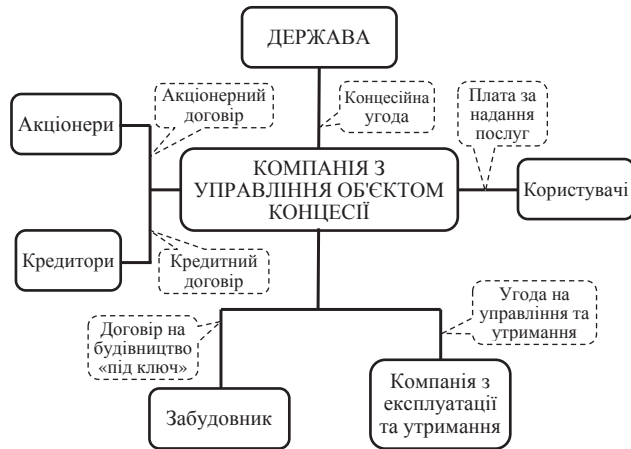 ДЕРЖАВА
Акціонерний
договір
Концесійна
угода
Плата за
надання
послуг
Акціонери
КОМПАНІЯ З
УПРАВЛІННЯ ОБ'ЄКТОМ
КОНЦЕСІЇ
Користувачі
Кредитори
Кредитний
договір
Договір на
будівництво
«під ключ»
Угода на
управління та
утримання
Забудовник
Компанія з
експлуатації
та утримання